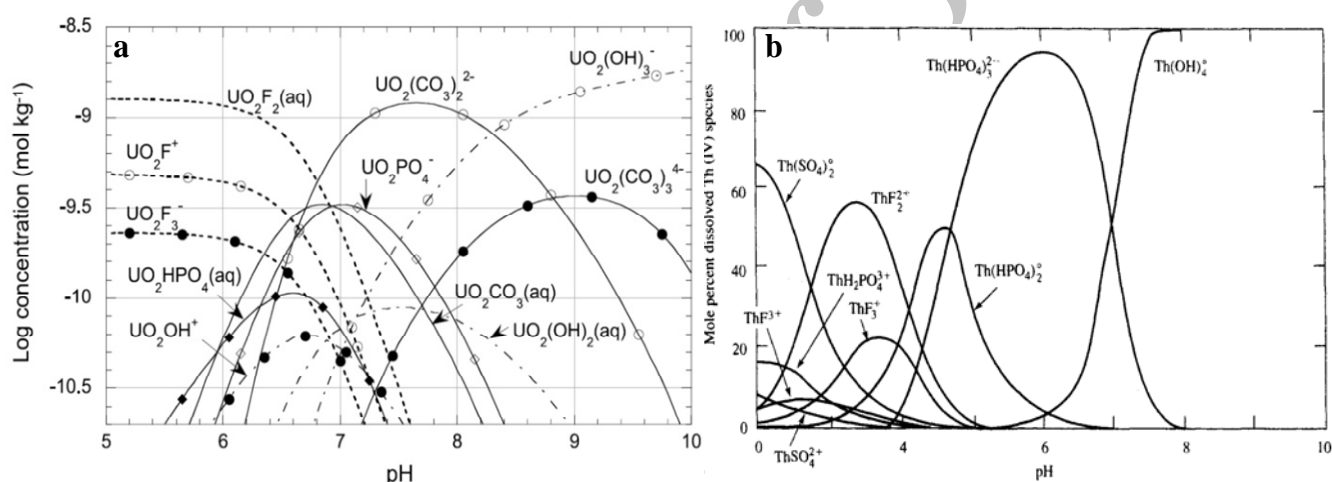 a
-8.5
-9
-9.5
-10
-10.5
Log concentration (mol kg⁻¹)
UO₂F₂(aq)
UO₂F⁺
UO₂F₃⁻
UO₂HPO₄(aq)
UO₂OH⁺
UO₂(CO₃)₂²⁻
UO₂PO₄⁻
UO₂(OH)₃⁻
UO₂(CO₃)₃⁴⁻
UO₂CO₃(aq)
UO₂(OH)₂(aq)
5 6 7 8 9 10
pH
b
100
80
60
40
20
0
Mole percent dissolved Th (IV) species
Th(HPO₄)₃²⁻
Th(OH)₄°
Th(SO₄)₂°
ThF₂²⁺
Th(HPO₄)₂°
ThH₂PO₄³⁺
ThF₃⁺
ThF³⁺
ThSO₄²⁺
0 4 6 8 10
pH